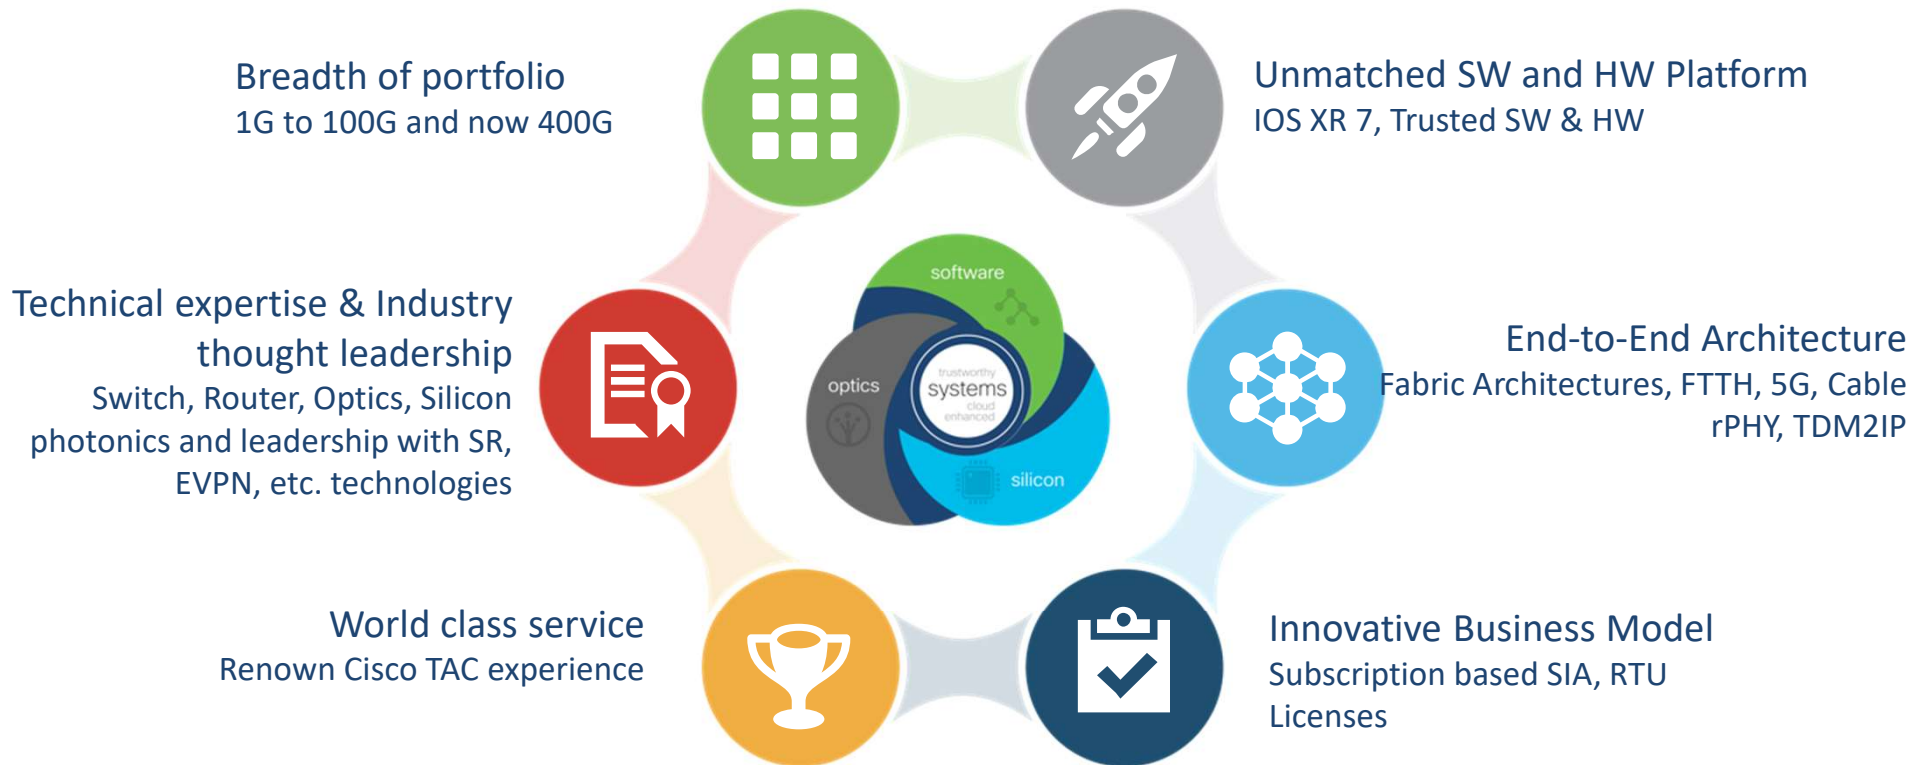 Breadth of portfolio
1G to 100G and now 400G
Unmatched SW and HW Platform
IOS XR 7, Trusted SW & HW
Technical expertise & Industry
thought leadership
Switch, Router, Optics, Silicon
photonics and leadership with SR,
EVPN, etc. technologies
software
optics
trustworthy
systems
cloud
enhanced
silicon
End-to-End Architecture
Fabric Architectures, FTTH, 5G, Cable
rPHY, TDM2IP
World class service
Renown Cisco TAC experience
Innovative Business Model
Subscription based SIA, RTU
Licenses